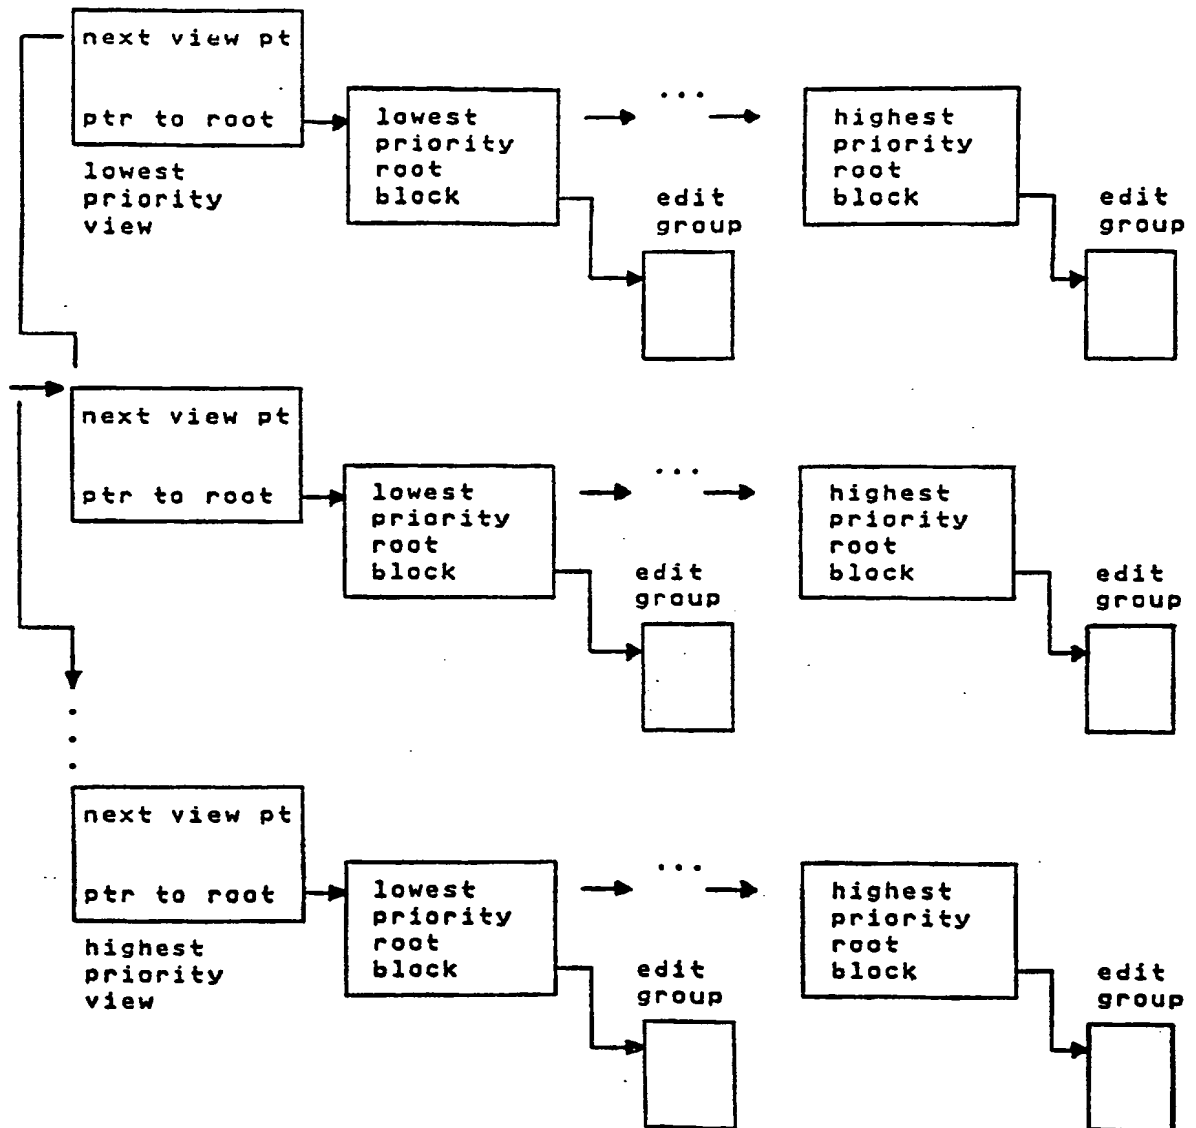 next view pt
ptr to root
lowest
priority
view
lowest
priority
root
block
...
highest
priority
root
block
edit
group
edit
group
next view pt
ptr to root
lowest
priority
root
block
...
highest
priority
root
block
edit
group
edit
group
next view pt
ptr to root
highest
priority
view
lowest
priority
root
block
...
highest
priority
root
block
edit
group
edit
group